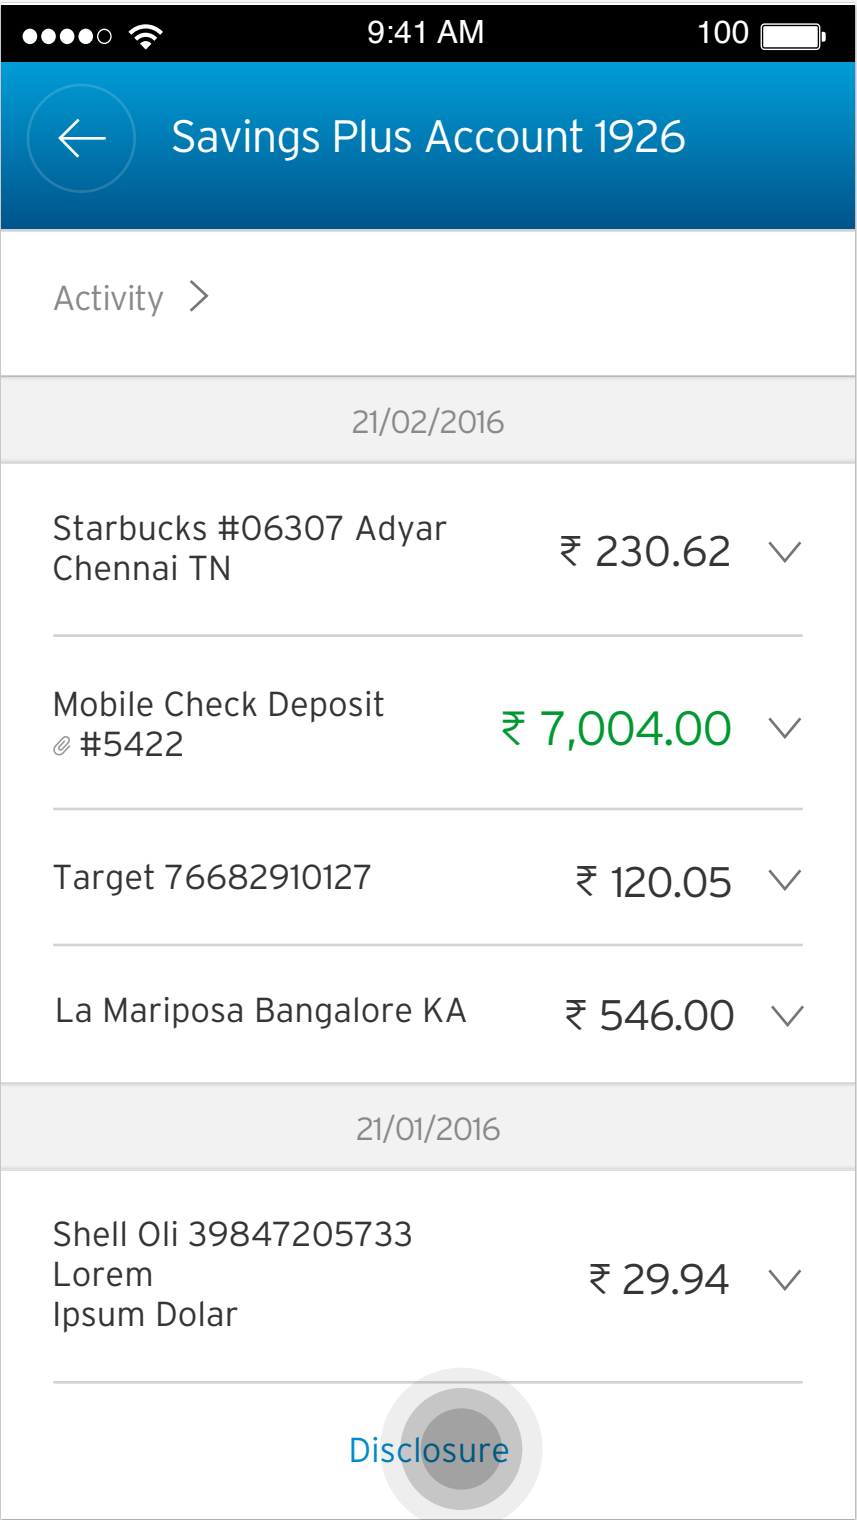 9:41 AM 100
Savings Plus Account 1926
Activity
21/02/2016
Starbucks #06307 Adyar
Chennai TN
₹ 230.62
Mobile Check Deposit
#5422
₹ 7,004.00
Target 76682910127
₹ 120.05
La Mariposa Bangalore KA
₹ 546.00
21/01/2016
Shell Oli 39847205733
Lorem
Ipsum Dolar
₹ 29.94
Disclosure